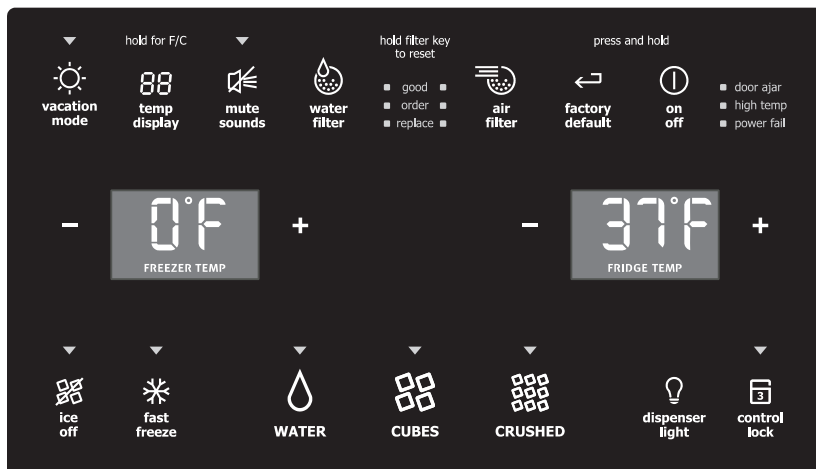 hold for F/C
hold filter key
to reset
press and hold
vacation
mode
88
temp
display
mute
sounds
water
filter
good
order
replace
air
filter
factory
default
on
off
door ajar
high temp
power fail
- 0°F +
FREEZER TEMP
- 37°F +
FRIDGE TEMP
ice
off
fast
freeze
WATER
CUBES
CRUSHED
dispenser
light
3
control
lock